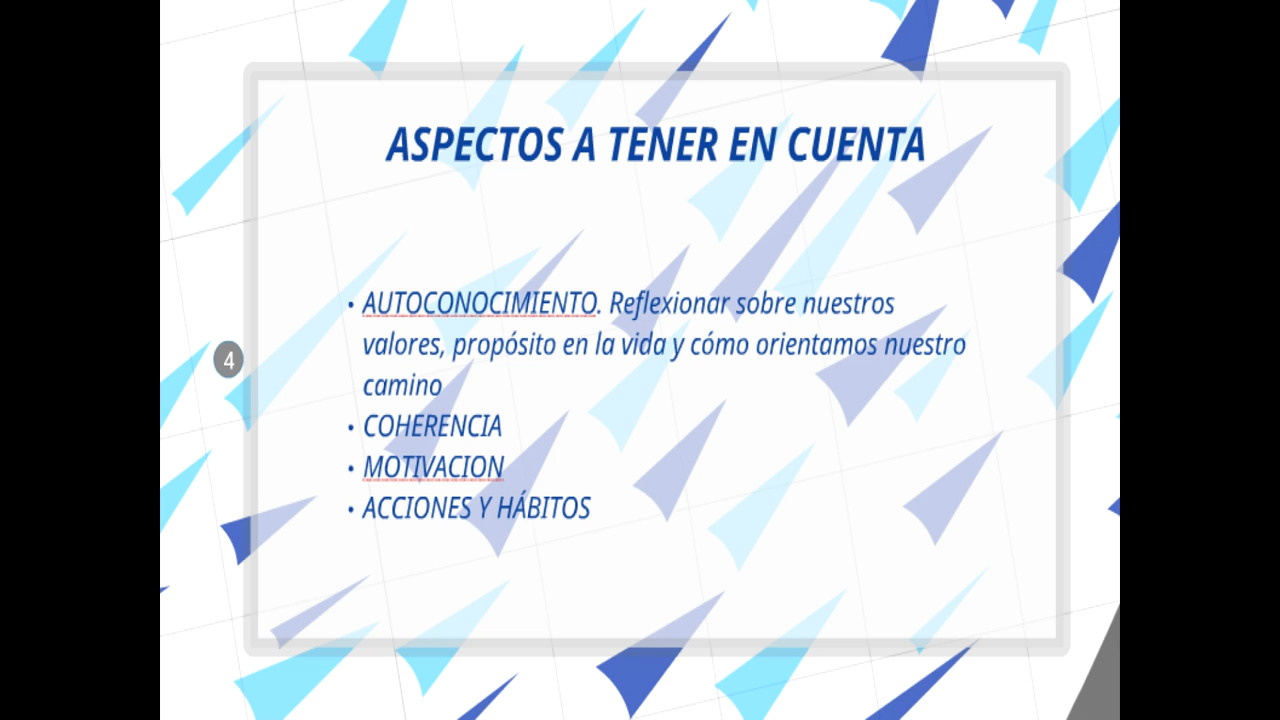 ASPECTOS A TENER EN CUENTA
• AUTOCONOCIMIENTO. Reflexionar sobre nuestros
valores, propósito en la vida y cómo orientamos nuestro
camino
4
• COHERENCIA
• MOTIVACION
• ACCIONES Y HÁBITOS